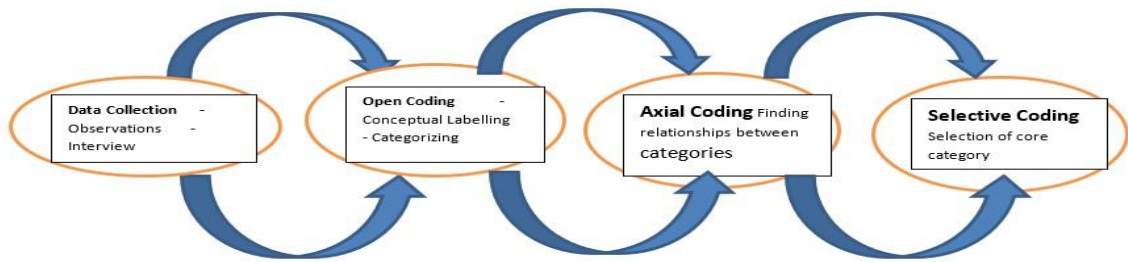 Data Collection -
Observations -
Interview
Open Coding -
Conceptual Labelling
- Categorizing
Axial Coding Finding
relationships between
categories
Selective Coding
Selection of core
category